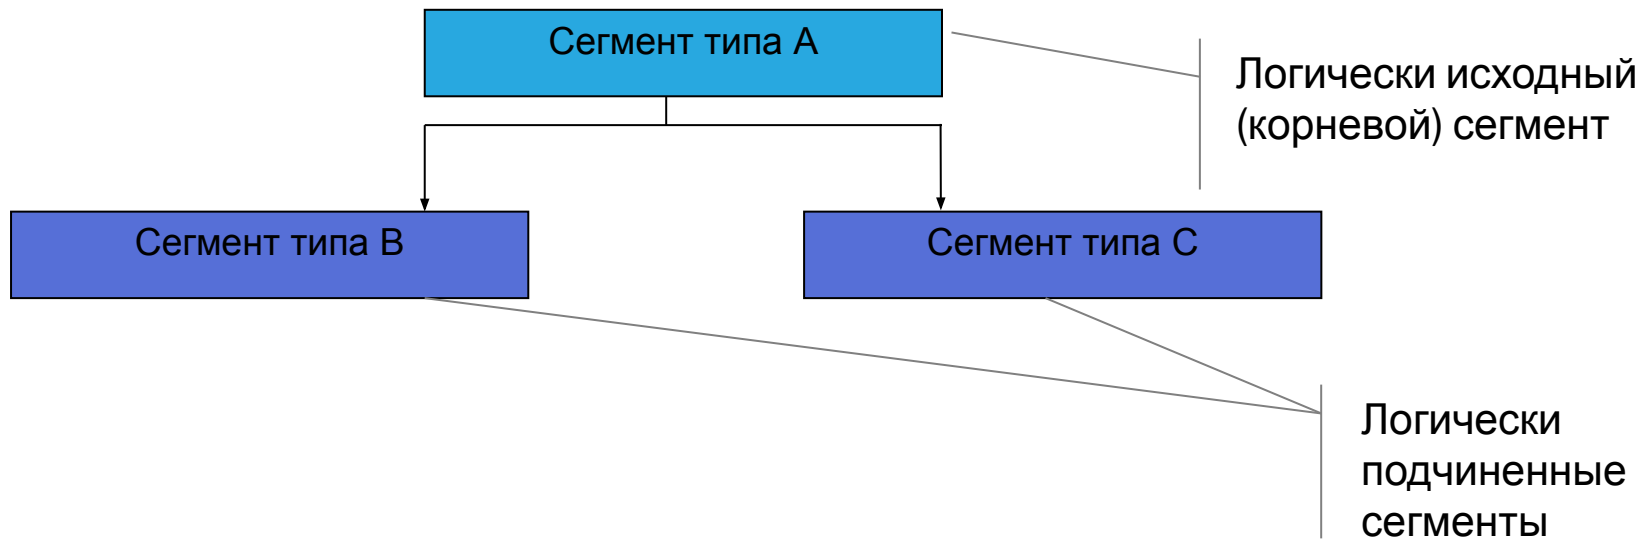 Сегмент типа А
Логически исходный
(корневой) сегмент
Сегмент типа В
Сегмент типа С
Логически
подчиненные
сегменты